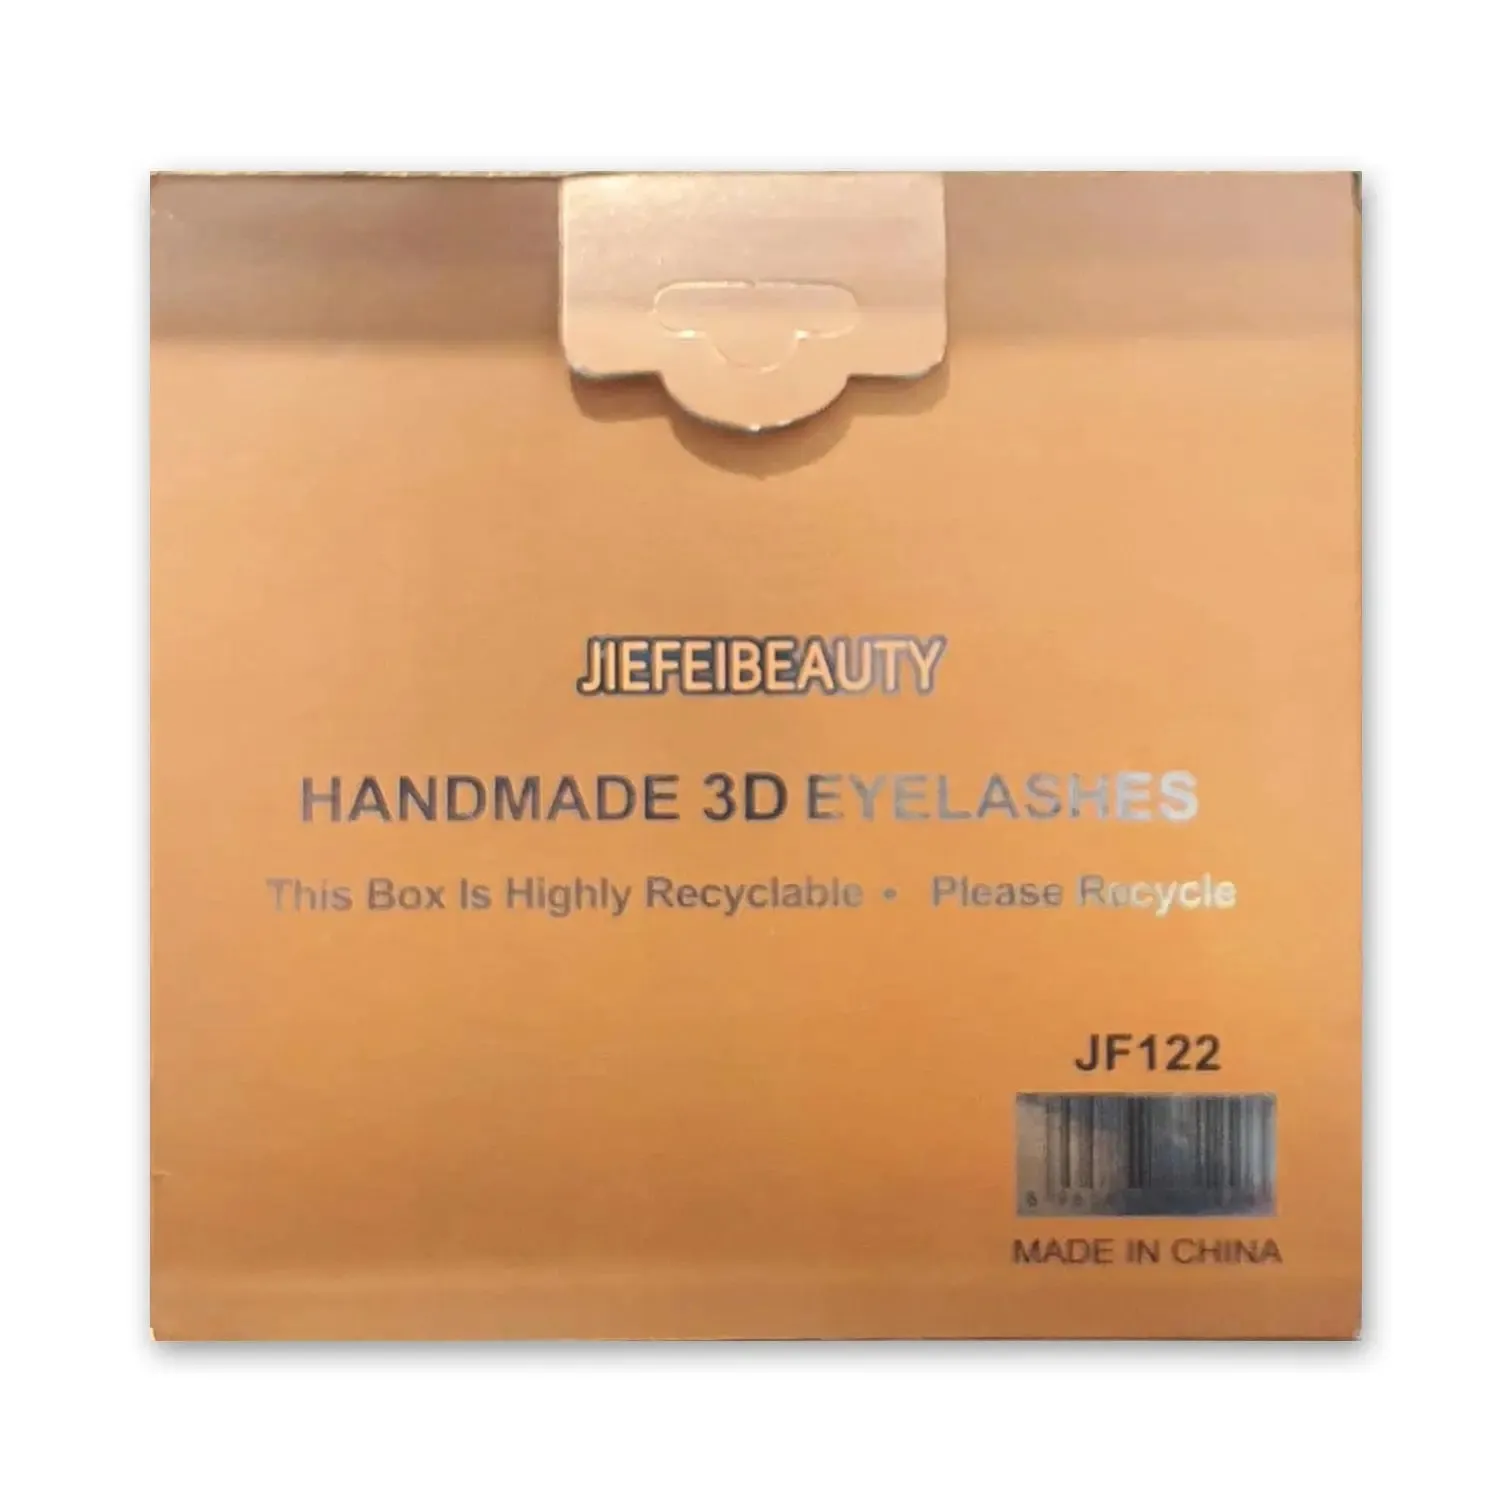 JIEFEIBEAUTY
HANDMADE 3D EYELASHES
This Box Is Highly Recyclable • Please Recycle
JF122
MADE IN CHINA